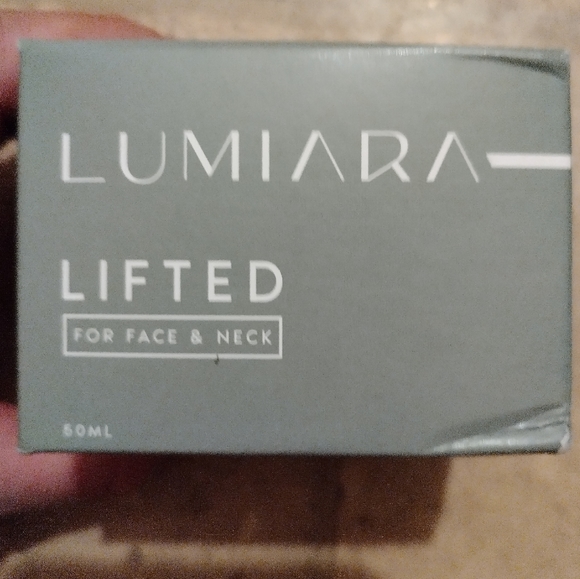 LUMIARA
LIFTED
FOR FACE & NECK
50ML